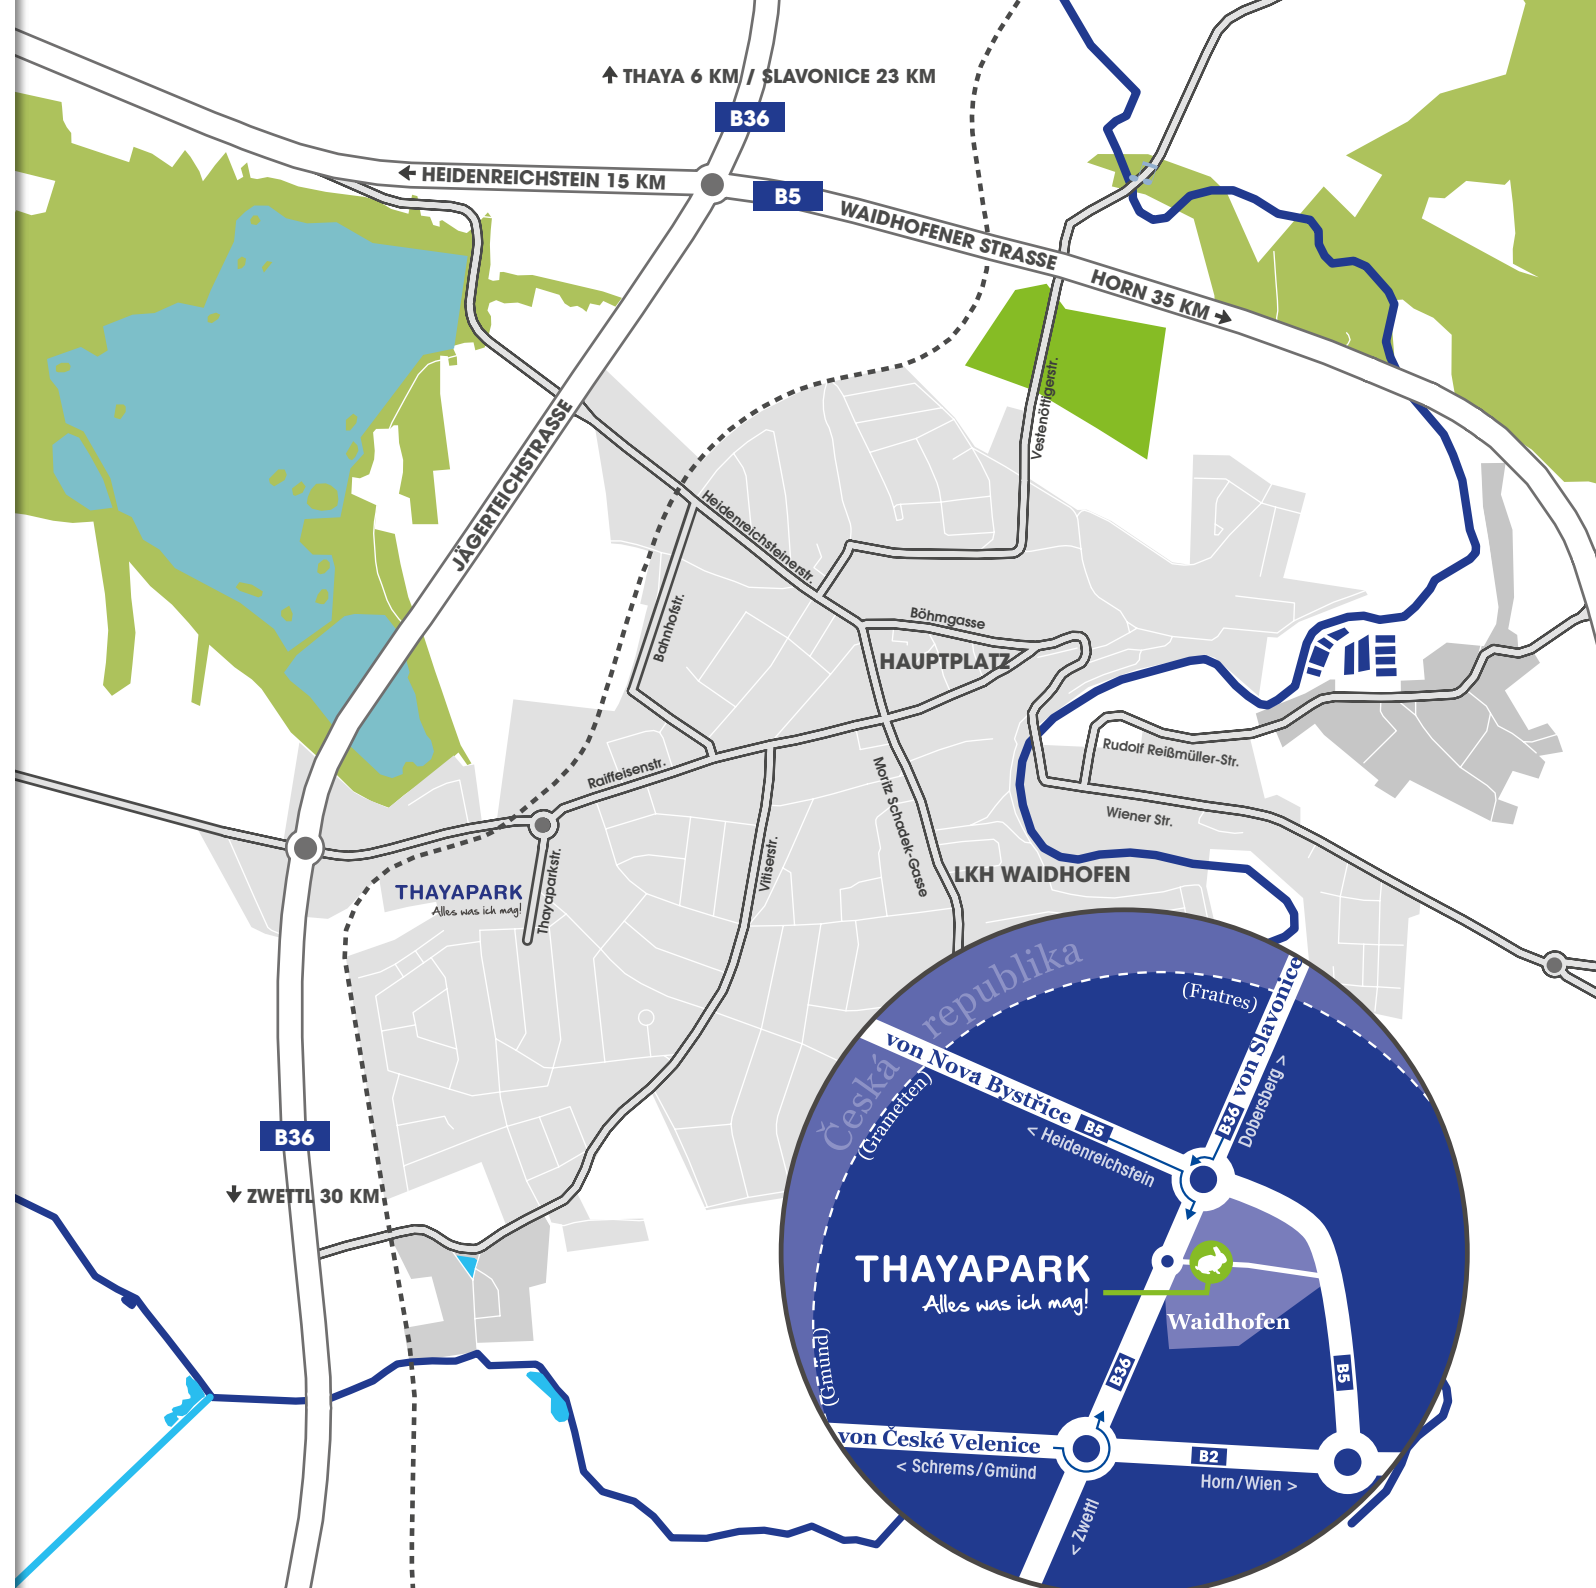 THAYA 6 KM / SLAVONICE 23 KM
B36
HEIDENREICHSTEIN 15 KM
B5
WAIDHOFENER STRASSE
HORN 35 KM
JÄGERTEICHSTRASSE
Vestenöttigerstr.
Heidenreichsteinerstr.
Bahnhofstr.
Böhmgasse
HAUPTPLATZ
Raiffeisenstr.
Rudolf Reißmüller-Str.
Wiener Str.
Moritz Schadek-Gasse
Vitiserstr.
LKH WAIDHOFEN
THAYAPARK
Alles was ich mag!
Thayaparkstr.
B36
ZWETTL 30 KM
Česká republika
(Fratres)
von Slavonice
B36
Dobersberg >
von Nova Bystřice
B5
(Grametten)
< Heidenreichstein
THAYAPARK
Alles was ich mag!
Waidhofen
(Gmünd)
B36
B5
von České Velenice
< Schrems/Gmünd
B2
Horn/Wien >
< Zwettl